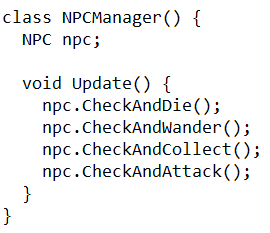 class NPCManager() {
  NPC npc;

  void Update() {
    npc.CheckAndDie();
    npc.CheckAndWander();
    npc.CheckAndCollect();
    npc.CheckAndAttack();
  }
}